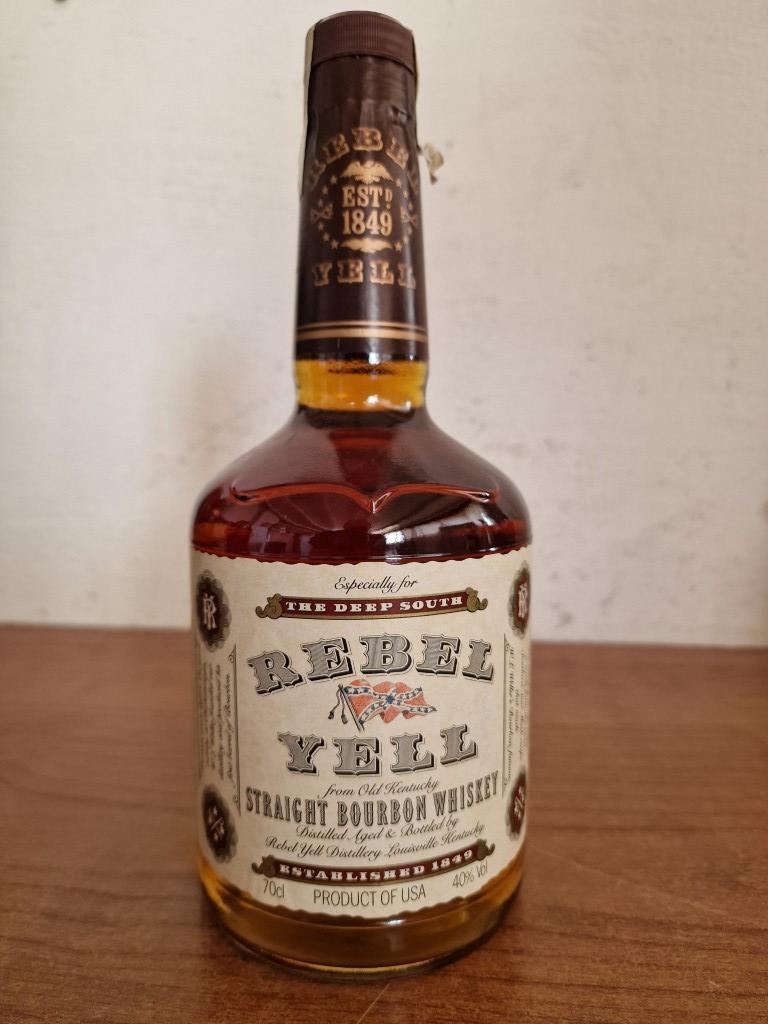 REBEL
ESTD
1849
YELL
Especially for
THE DEEP SOUTH
REBEL
YELL
from Old Kentucky
STRAIGHT BOURBON WHISKEY
Distilled Aged & Bottled by
Rebel Yell Distillery Louisville Kentucky
ESTABLISHED 1849
70cl PRODUCT OF USA 40% Vol